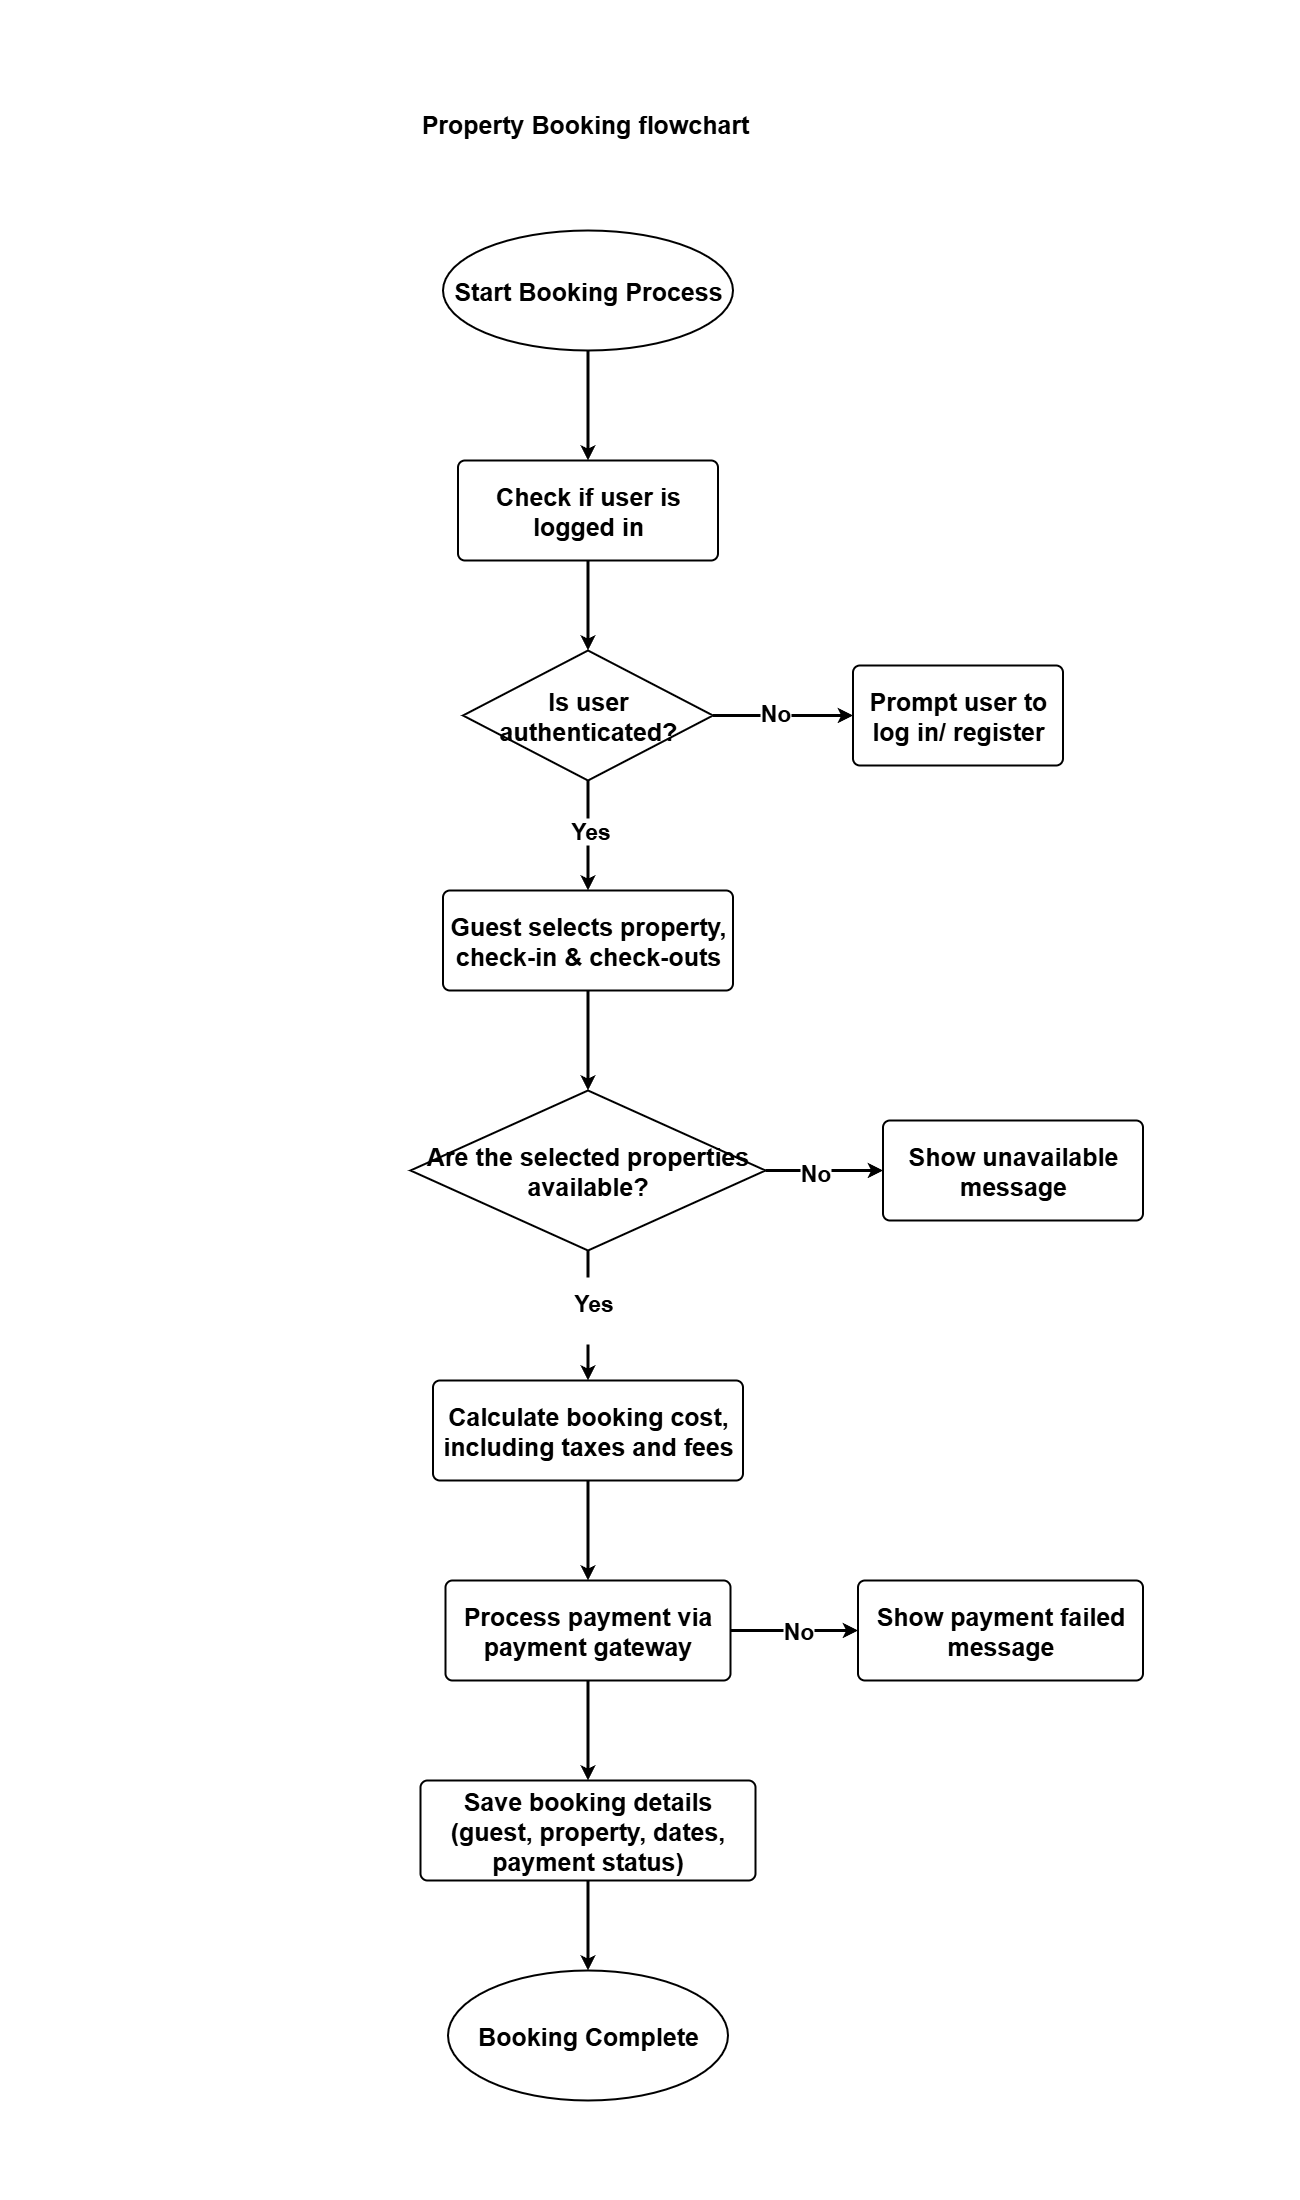 Property Booking flowchart
Start Booking Process
Check if user is
logged in
Is user
authenticated?
No
Prompt user to
log in/ register
Yes
Guest selects property,
check-in & check-outs
Are the selected properties
available?
No
Show unavailable
message
Yes
Calculate booking cost,
including taxes and fees
Process payment via
payment gateway
No
Show payment failed
message
Save booking details
(guest, property, dates,
payment status)
Booking Complete